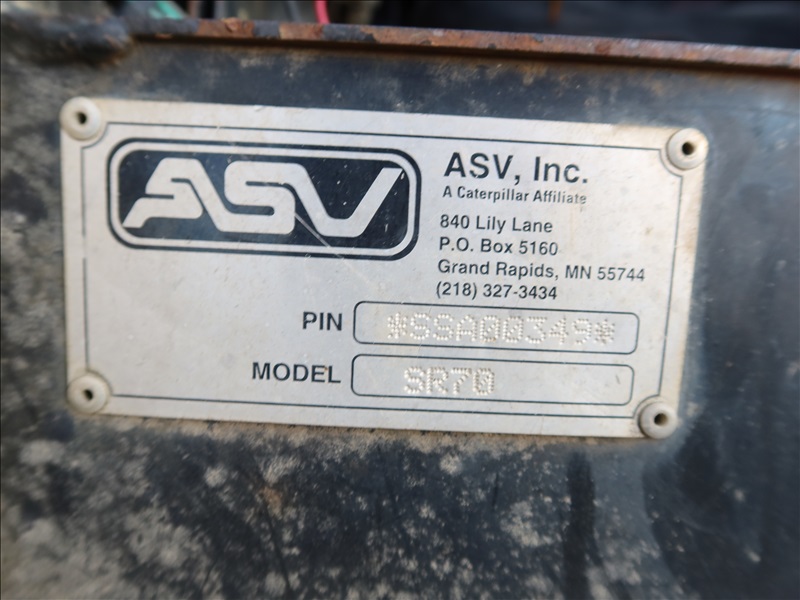 ASV
ASV, Inc.
A Caterpillar Affiliate
840 Lily Lane
P.O. Box 5160
Grand Rapids, MN 55744
(218) 327-3434
PIN *SSA00349*
MODEL SR70